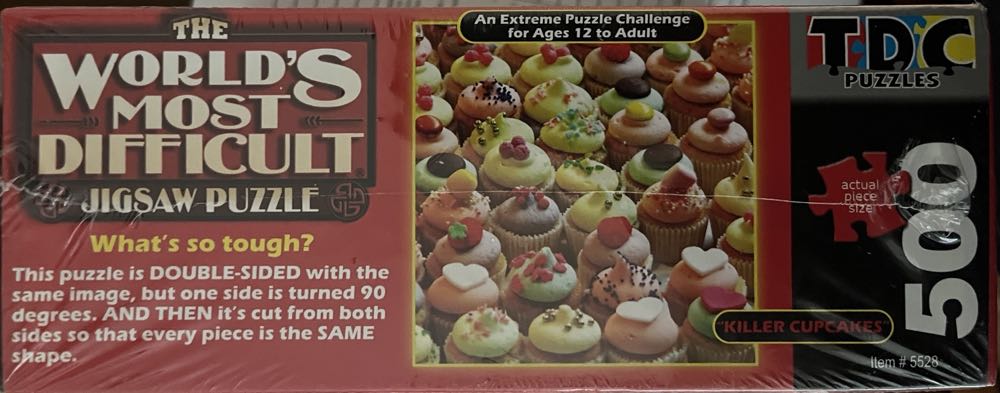 THE
WORLD'S
MOST
DIFFICULT®
JIGSAW PUZZLE
What's so tough?
This puzzle is DOUBLE-SIDED with the
same image, but one side is turned 90
degrees. AND THEN it's cut from both
sides so that every piece is the SAME
shape.
An Extreme Puzzle Challenge
for Ages 12 to Adult
"KILLER CUPCAKES"
TDC
PUZZLES
actual
piece
size
500
Item # 5528